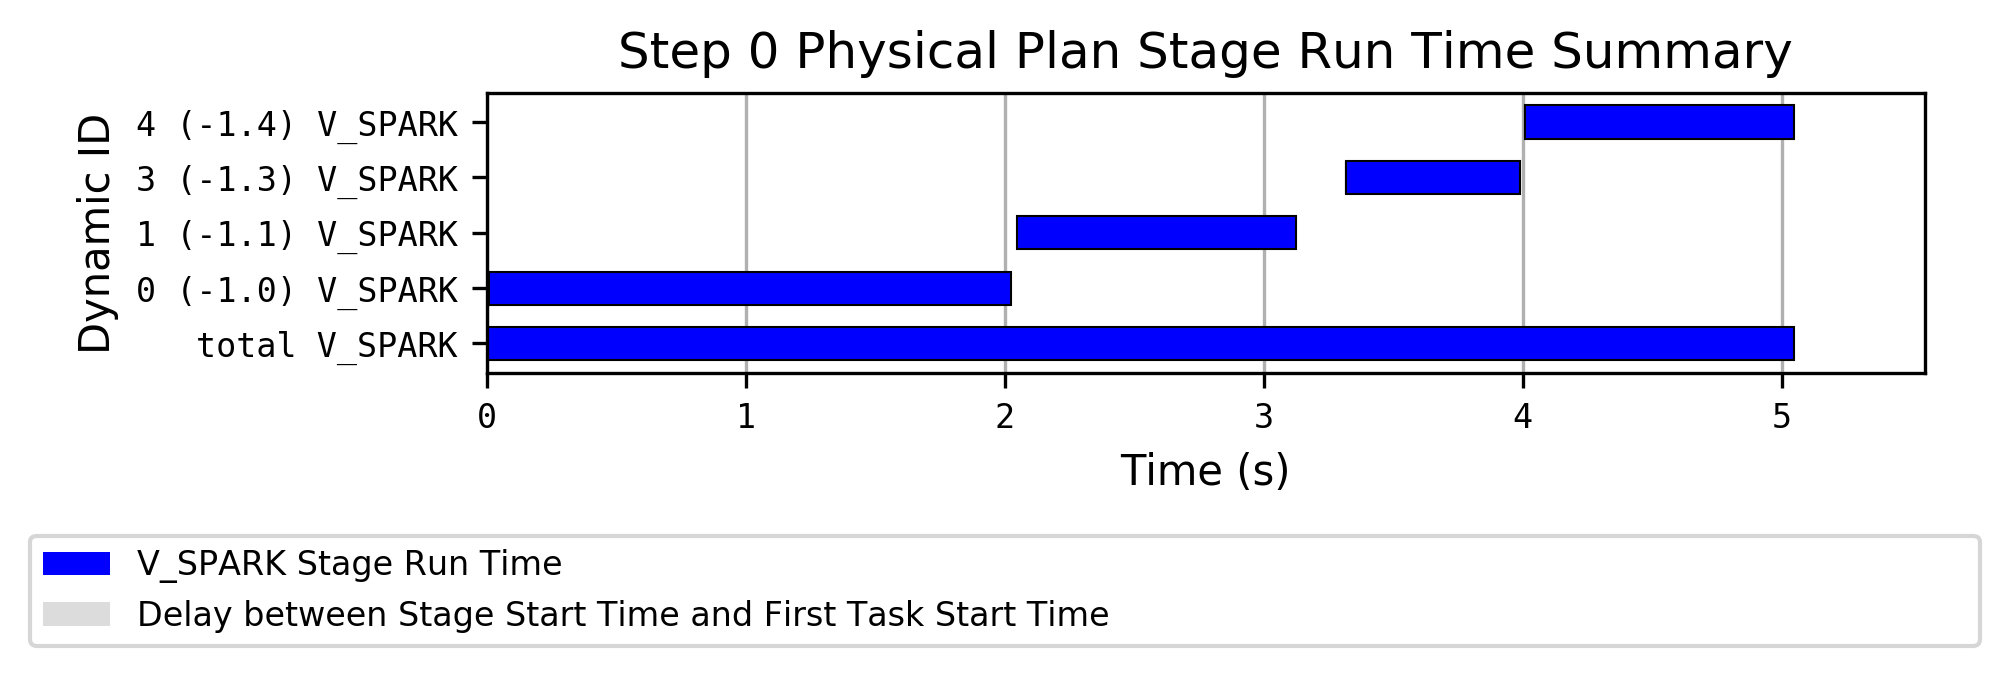 Step 0 Physical Plan Stage Run Time Summary
Dynamic ID
4 (-1.4) V_SPARK
3 (-1.3) V_SPARK
1 (-1.1) V_SPARK
0 (-1.0) V_SPARK
total V_SPARK
0 1 2 3 4 5
Time (s)
V_SPARK Stage Run Time
Delay between Stage Start Time and First Task Start Time